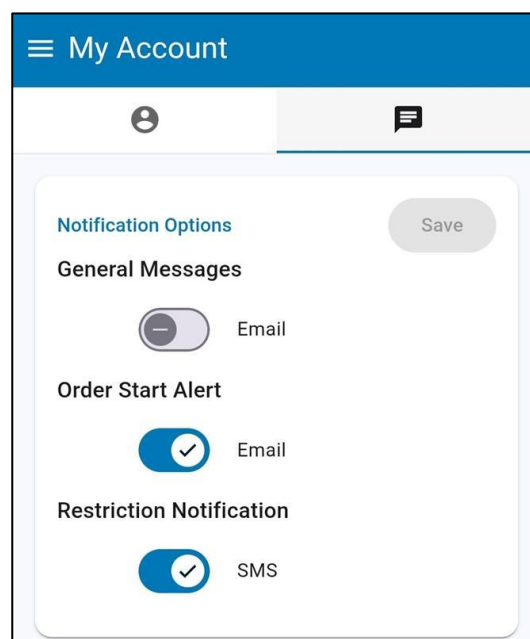 My Account
Notification Options
Save
General Messages
Email
Order Start Alert
Email
Restriction Notification
SMS